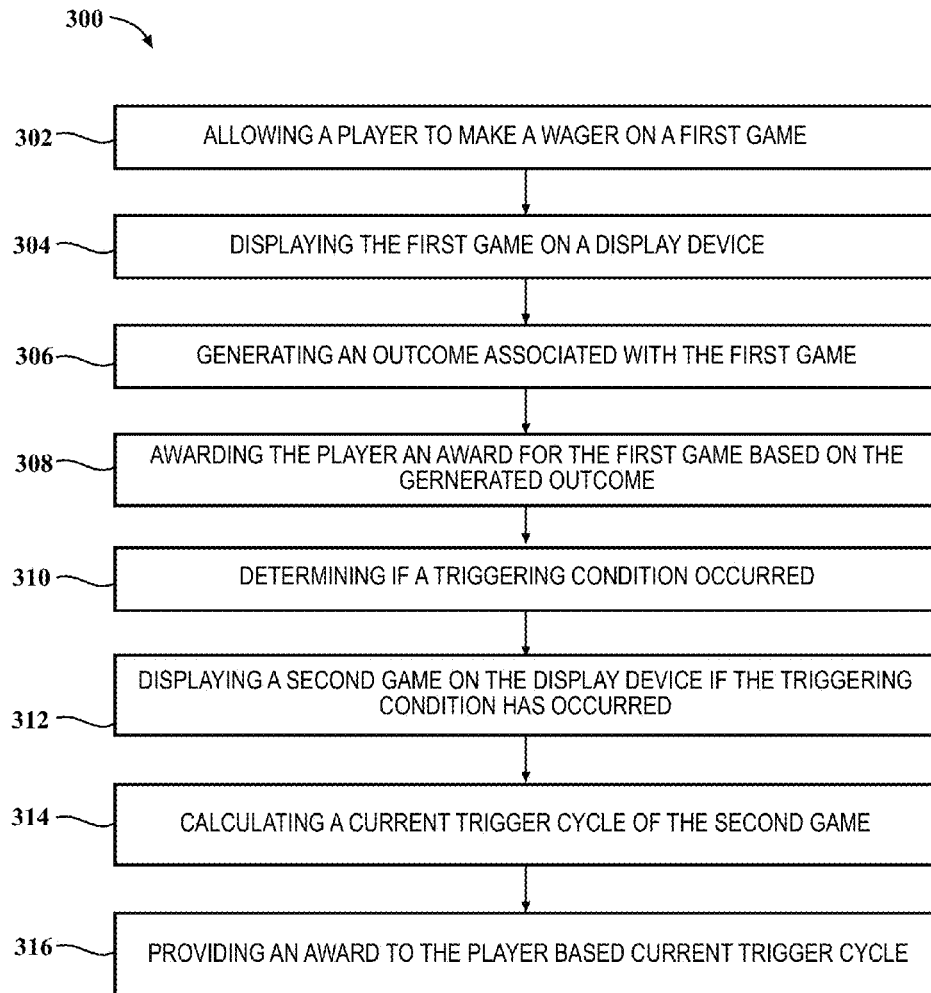 300
302
ALLOWING A PLAYER TO MAKE A WAGER ON A FIRST GAME
304
DISPLAYING THE FIRST GAME ON A DISPLAY DEVICE
306
GENERATING AN OUTCOME ASSOCIATED WITH THE FIRST GAME
308
AWARDING THE PLAYER AN AWARD FOR THE FIRST GAME BASED ON THE
GERNERATED OUTCOME
310
DETERMINING IF A TRIGGERING CONDITION OCCURRED
312
DISPLAYING A SECOND GAME ON THE DISPLAY DEVICE IF THE TRIGGERING
CONDITION HAS OCCURRED
314
CALCULATING A CURRENT TRIGGER CYCLE OF THE SECOND GAME
316
PROVIDING AN AWARD TO THE PLAYER BASED CURRENT TRIGGER CYCLE